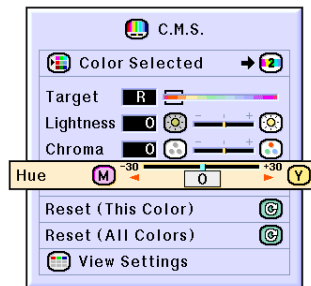 C.M.S.
Color Selected 2
Target R
Lightness 0 - +
Chroma 0 - +
Hue M -30 0 +30 Y
Reset (This Color)
Reset (All Colors)
View Settings